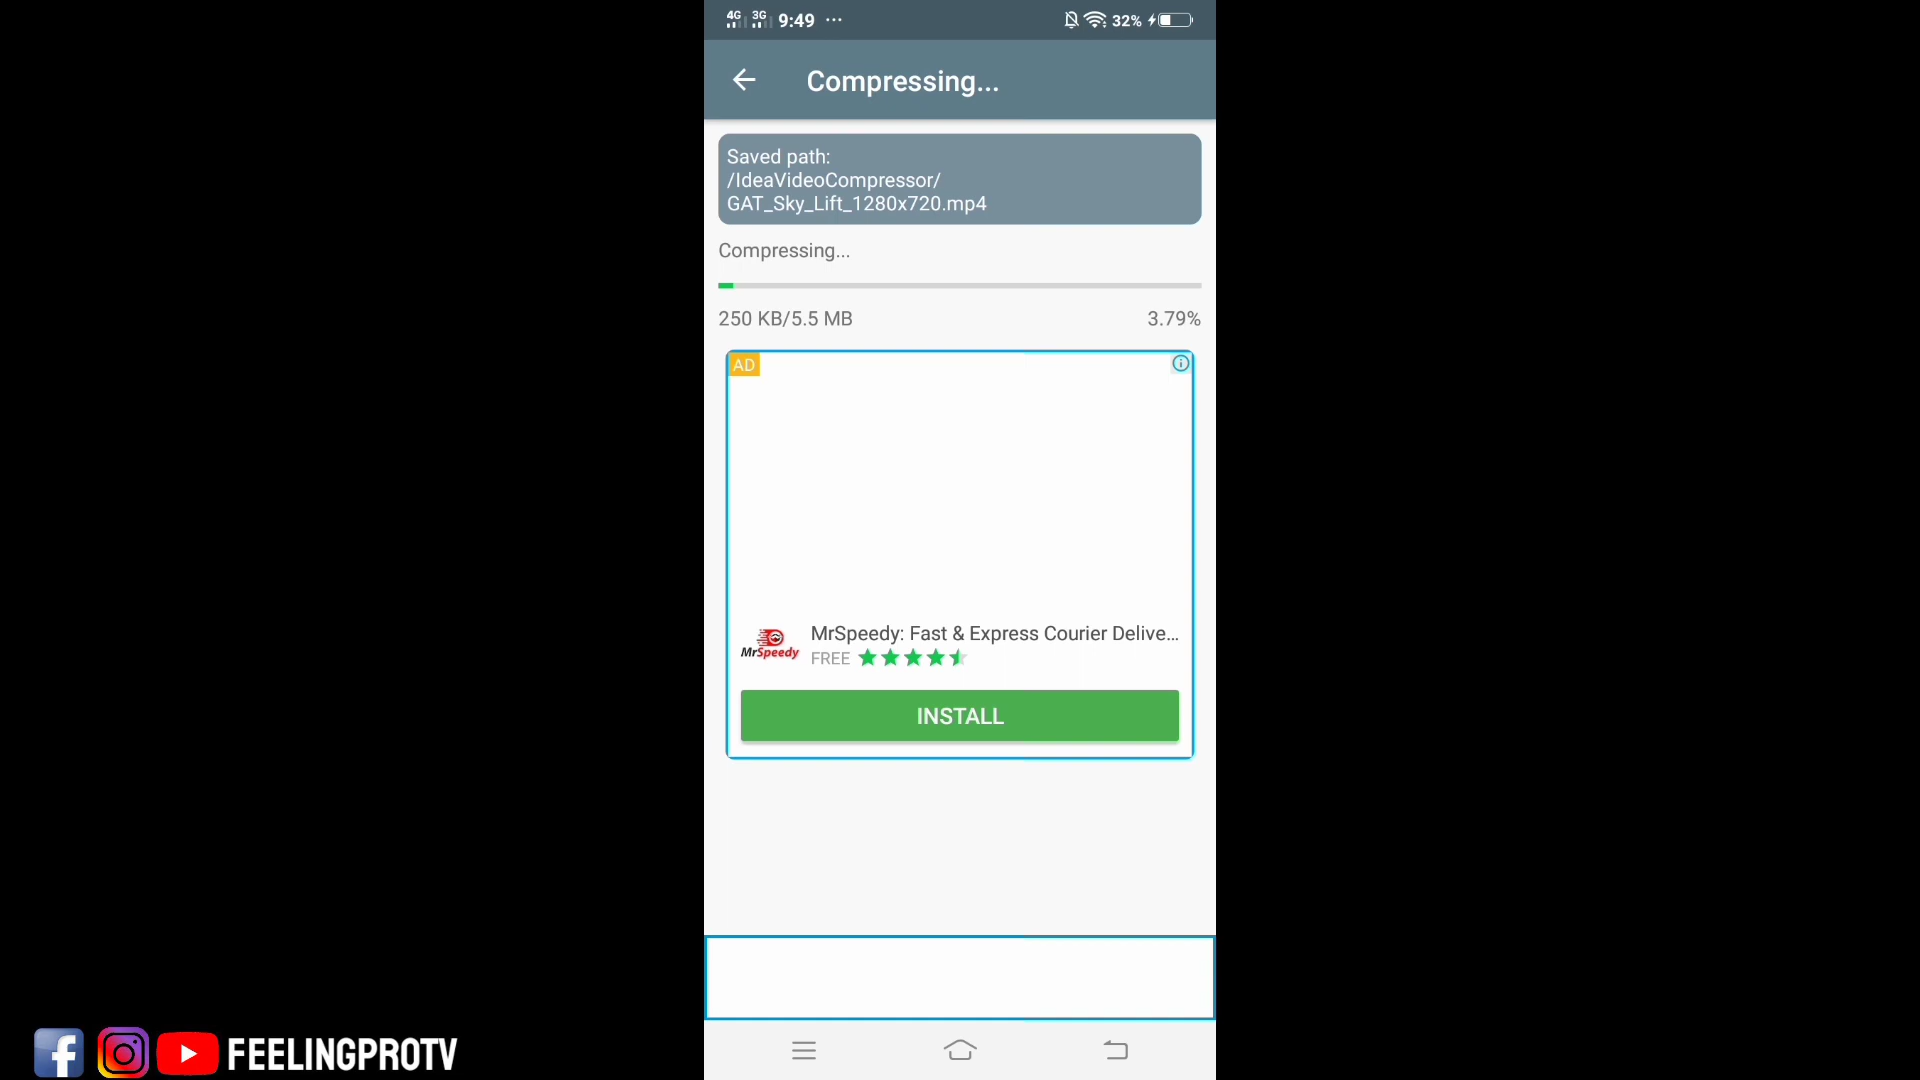 4G 3G 9:49 ... 32%
Compressing...
Saved path:
/IdeaVideoCompressor/
GAT_Sky_Lift_1280x720.mp4
Compressing...
250 KB/5.5 MB 3.79%
AD
MrSpeedy: Fast & Express Courier Delive...
MrSpeedy
FREE
INSTALL
FEELINGPROTV